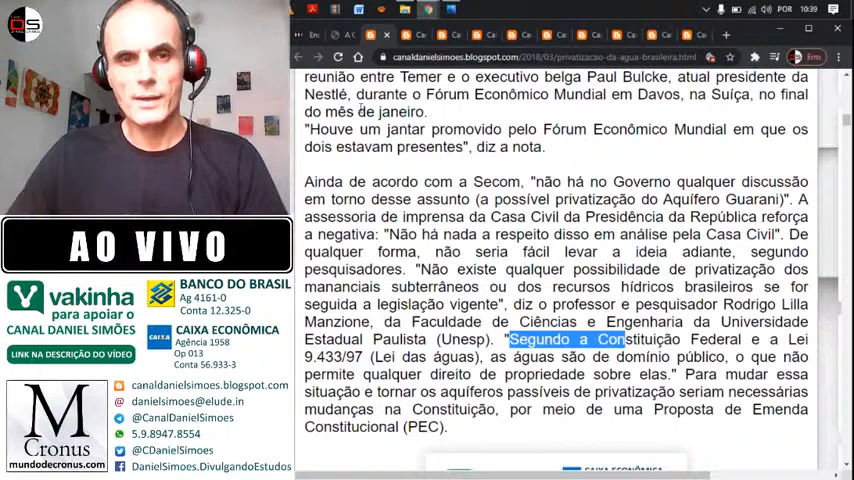 DS
AO VIVO
vakinha
para apoiar o
CANAL DANIEL SIMÕES
LINK NA DESCRIÇÃO DO VÍDEO
BANCO DO BRASIL
Ag 4161-0
Conta 12.325-0
CAIXA
CAIXA ECONÔMICA
Agência 1958
Op 013
Conta 56.933-3
M
Cronus
mundodecronus.com
canaldanielsimoes.blogspot.com
danielsimoes@elude.in
@CanalDanielSimoes
5.9.8947.8554
@CDanielSimoes
DanielSimoes.DivulgandoEstudos
POR 10:39
canaldanielsimoes.blogspot.com/2018/03/privatizacao-da-agua-brasileira.html
Erro
reunião entre Temer e o executivo belga Paul Bulcke, atual presidente da
Nestlé, durante o Fórum Econômico Mundial em Davos, na Suíça, no final
do mês de janeiro.
"Houve um jantar promovido pelo Fórum Econômico Mundial em que os
dois estavam presentes", diz a nota.
Ainda de acordo com a Secom, "não há no Governo qualquer discussão
em torno desse assunto (a possível privatização do Aquífero Guarani)". A
assessoria de imprensa da Casa Civil da Presidência da República reforça
a negativa: "Não há nada a respeito disso em análise pela Casa Civil". De
qualquer forma, não seria fácil levar a ideia adiante, segundo
pesquisadores. "Não existe qualquer possibilidade de privatização dos
mananciais subterrâneos ou dos recursos hídricos brasileiros se for
seguida a legislação vigente", diz o professor e pesquisador Rodrigo Lilla
Manzione, da Faculdade de Ciências e Engenharia da Universidade
Estadual Paulista (Unesp). "Segundo a Constituição Federal e a Lei
9.433/97 (Lei das águas), as águas são de domínio público, o que não
permite qualquer direito de propriedade sobre elas." Para mudar essa
situação e tornar os aquíferos passíveis de privatização seriam necessárias
mudanças na Constituição, por meio de uma Proposta de Emenda
Constitucional (PEC).
CAIXA ECONÔMICA